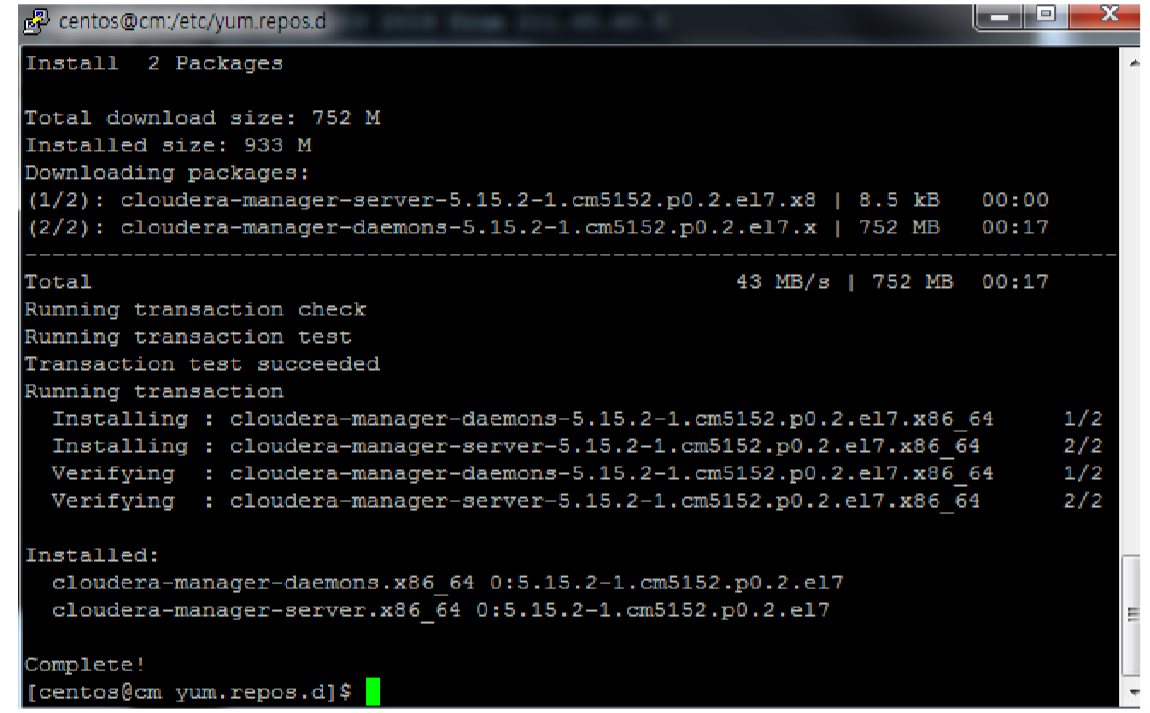 centos@cm:/etc/yum.repos.d
Install  2 Packages
Total download size: 752 M
Installed size: 933 M
Downloading packages:
(1/2): cloudera-manager-server-5.15.2-1.cm5152.p0.2.el7.x8 | 8.5 kB   00:00
(2/2): cloudera-manager-daemons-5.15.2-1.cm5152.p0.2.el7.x | 752 MB   00:17
--------------------------------------------------------------------------------
Total                                               43 MB/s | 752 MB  00:17
Running transaction check
Running transaction test
Transaction test succeeded
Running transaction
  Installing : cloudera-manager-daemons-5.15.2-1.cm5152.p0.2.el7.x86_64     1/2
  Installing : cloudera-manager-server-5.15.2-1.cm5152.p0.2.el7.x86_64      2/2
  Verifying  : cloudera-manager-daemons-5.15.2-1.cm5152.p0.2.el7.x86_64     1/2
  Verifying  : cloudera-manager-server-5.15.2-1.cm5152.p0.2.el7.x86_64      2/2
Installed:
  cloudera-manager-daemons.x86_64 0:5.15.2-1.cm5152.p0.2.el7
  cloudera-manager-server.x86_64 0:5.15.2-1.cm5152.p0.2.el7
Complete!
[centos@cm yum.repos.d]$